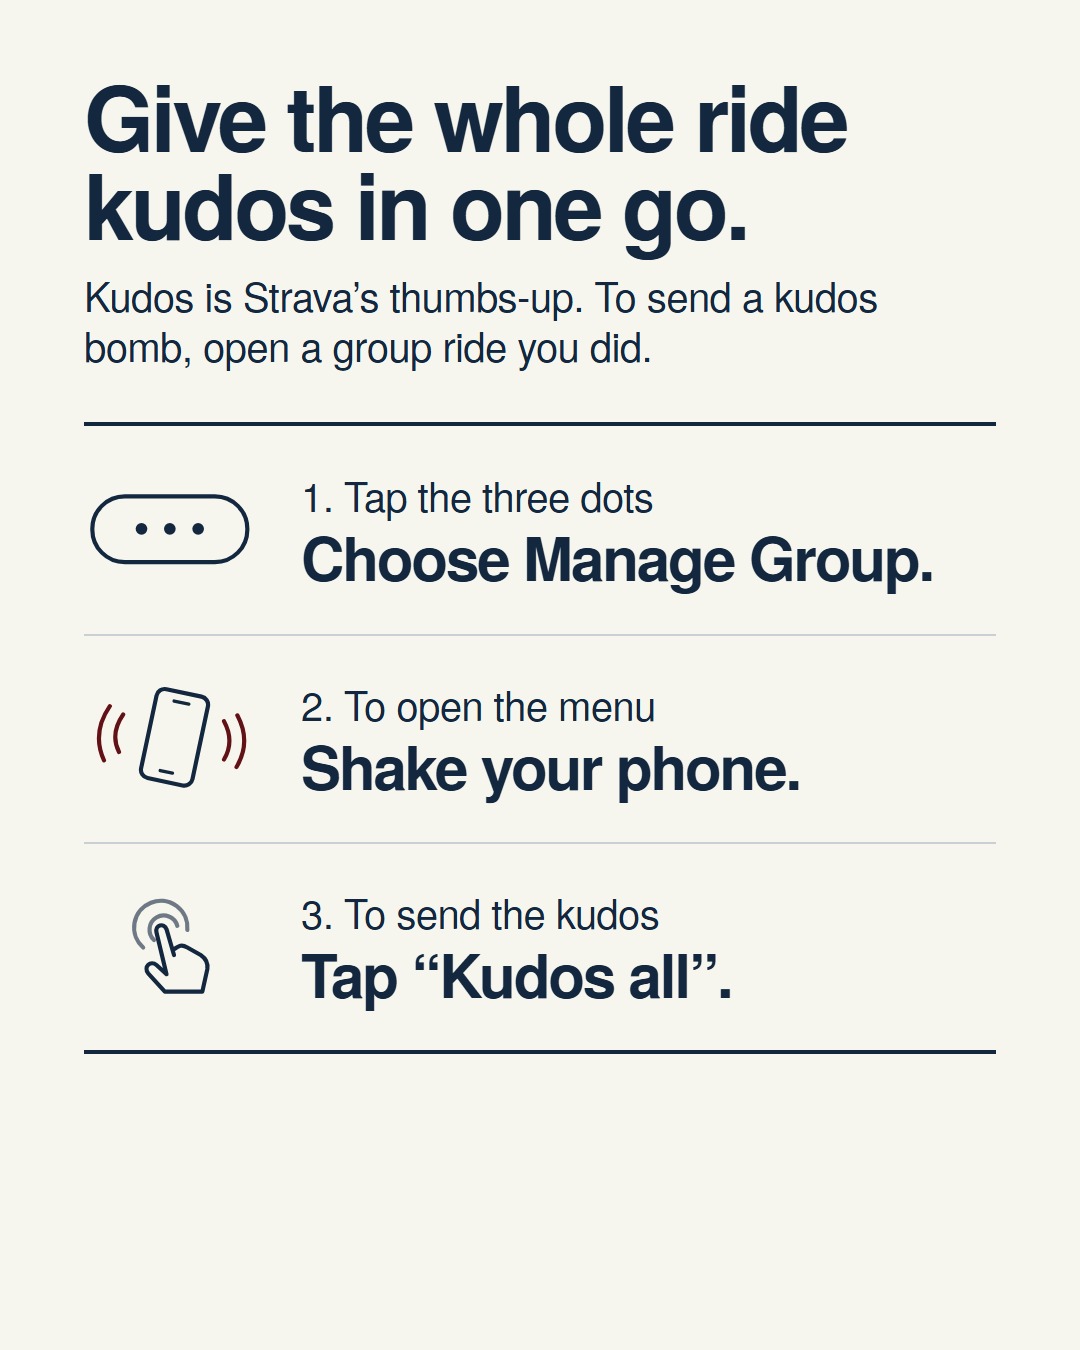 Give the whole ride
kudos in one go.
Kudos is Strava’s thumbs-up. To send a kudos
bomb, open a group ride you did.
1. Tap the three dots
Choose Manage Group.
2. To open the menu
Shake your phone.
3. To send the kudos
Tap “Kudos all”.